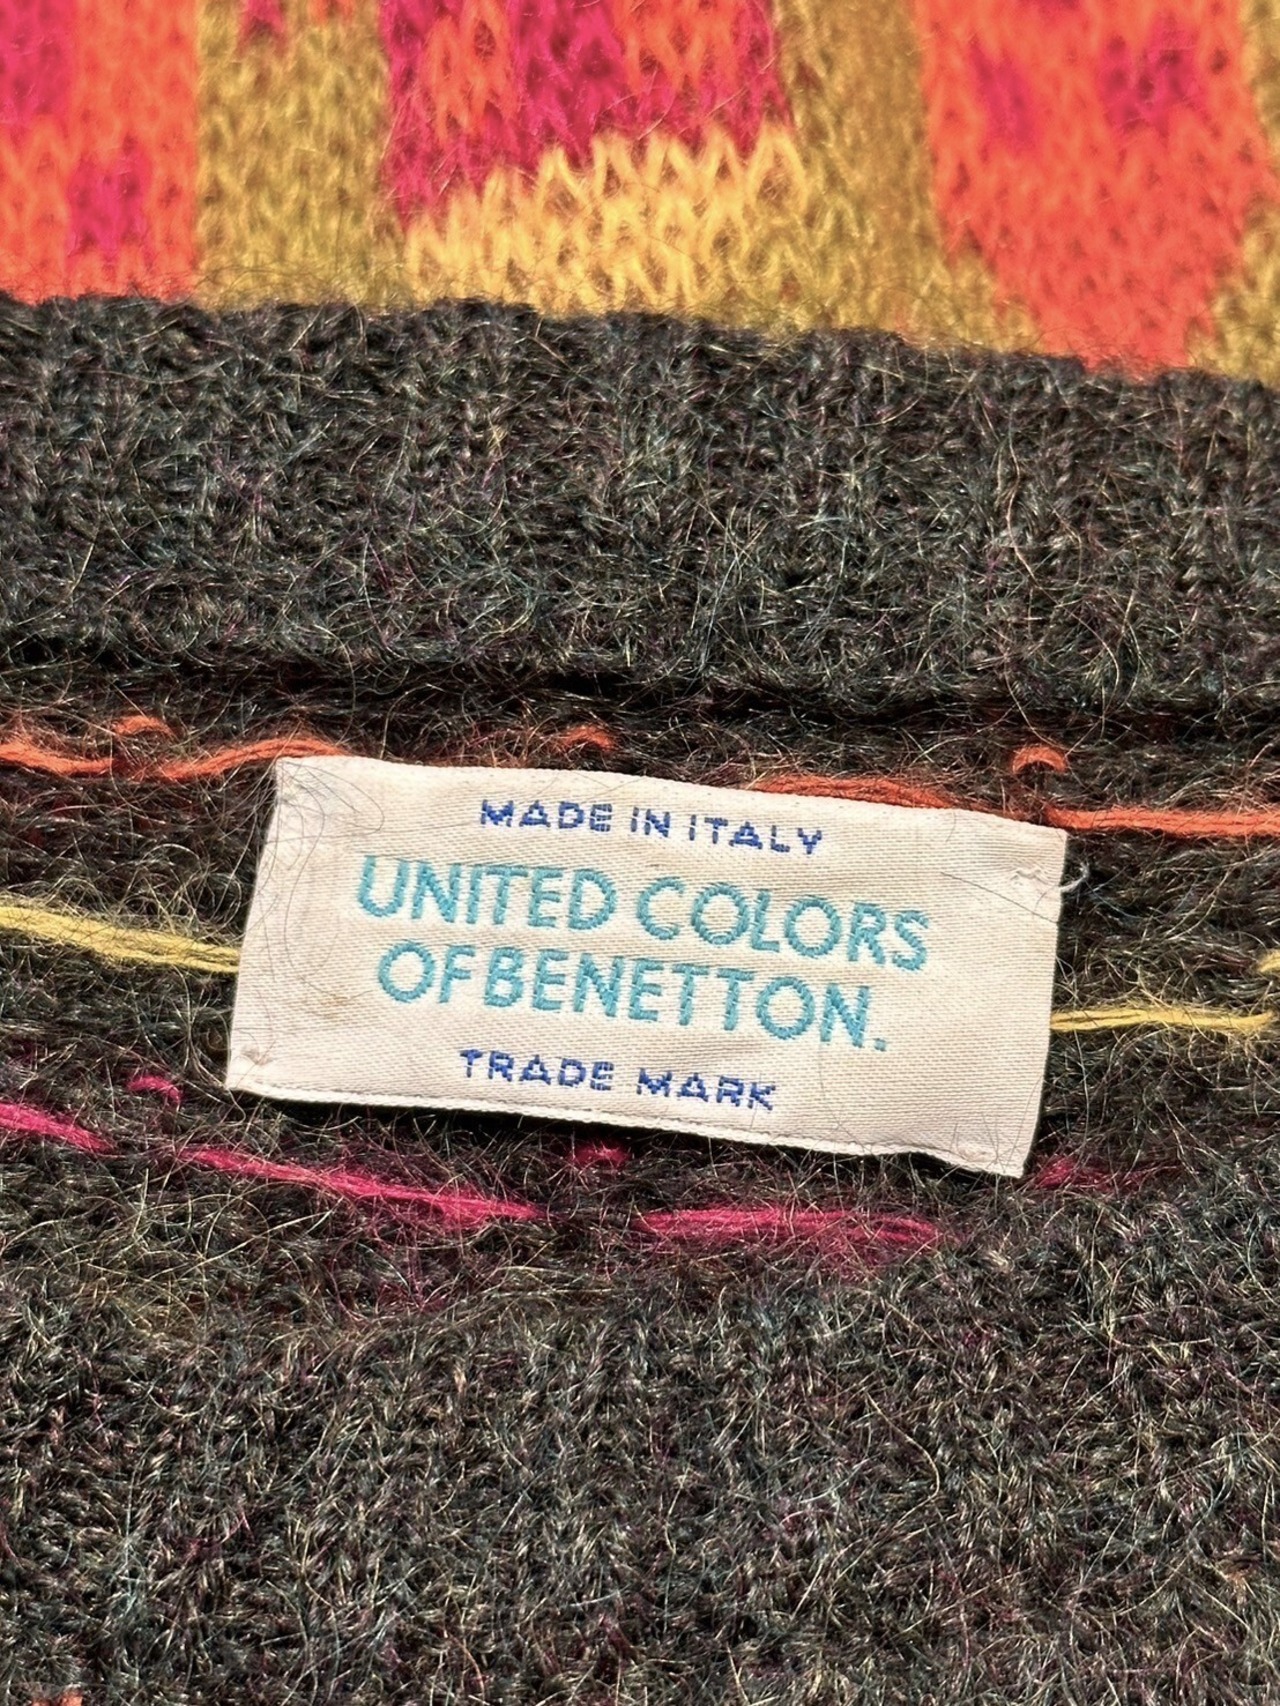 MADE IN ITALY
UNITED COLORS
OF BENETTON.
TRADE MARK